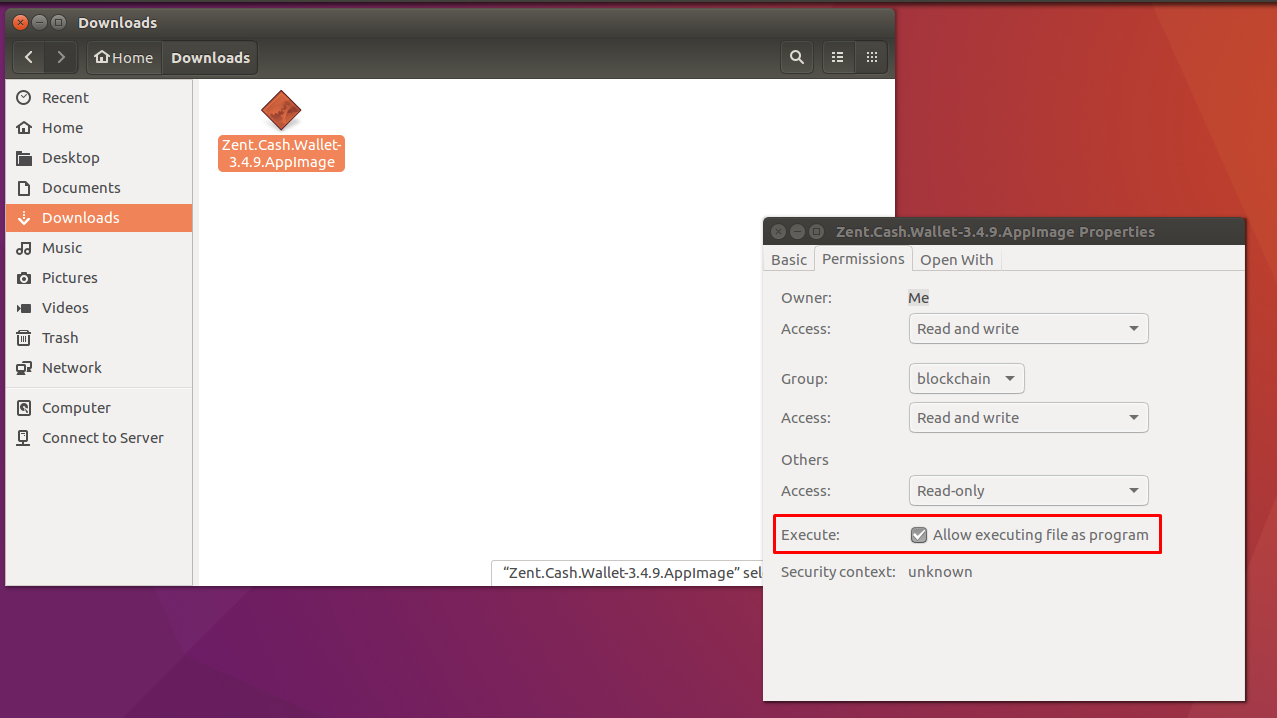 Downloads
Home
Downloads
Recent
Home
Desktop
Documents
Downloads
Music
Pictures
Videos
Trash
Network
Computer
Connect to Server
Zent.Cash.Wallet-
3.4.9.AppImage
“Zent.Cash.Wallet-3.4.9.AppImage” sel
Zent.Cash.Wallet-3.4.9.AppImage Properties
Basic Permissions Open With
Owner: Me
Access: Read and write
Group: blockchain
Access: Read and write
Others
Access: Read-only
Execute: Allow executing file as program
Security context: unknown